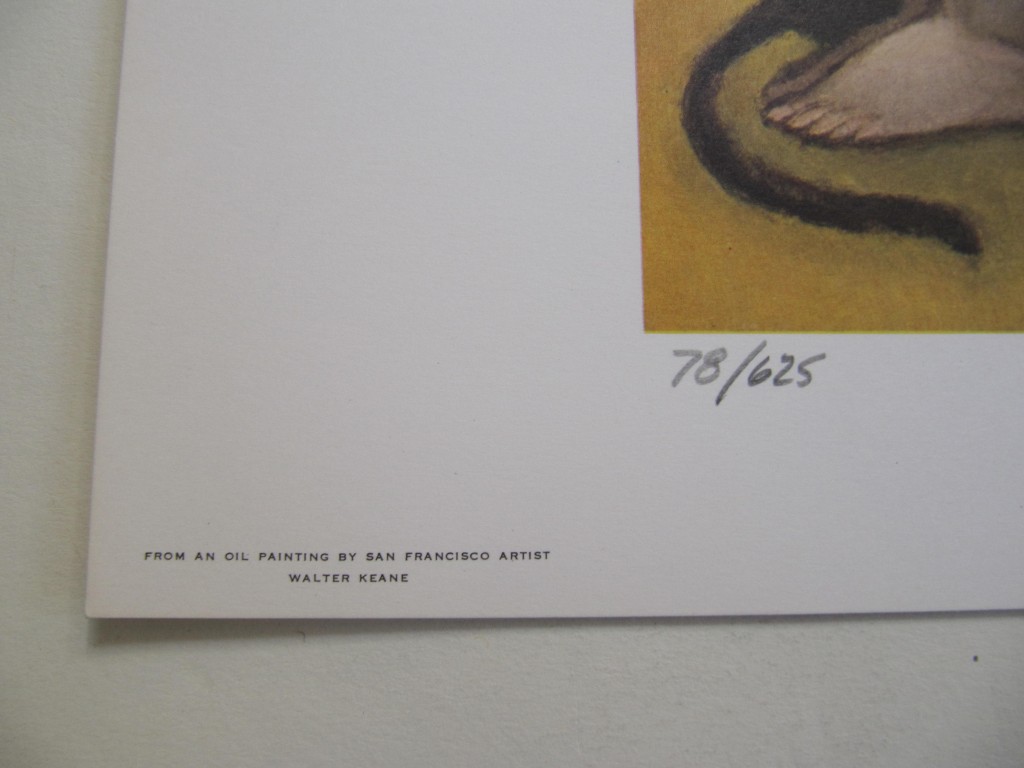 78/625
FROM AN OIL PAINTING BY SAN FRANCISCO ARTIST
WALTER KEANE